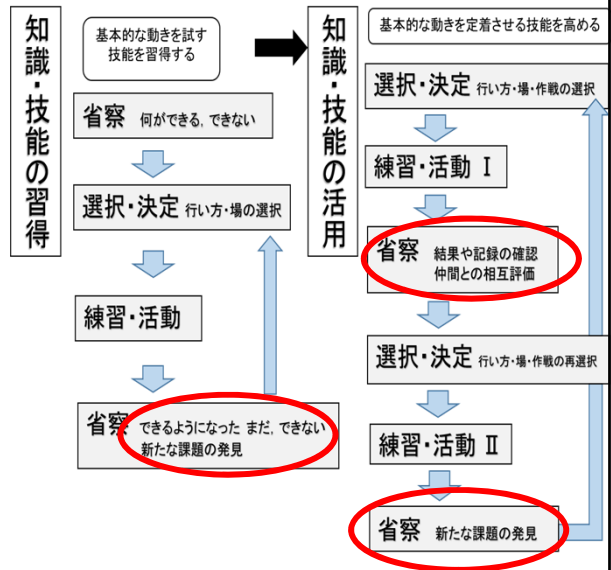 知識・技能の習得
基本的な動きを試す
技能を習得する
省察 何ができる,できない
選択・決定 行い方・場の選択
練習・活動
省察 できるようになった まだ,できない
新たな課題の発見
知識・技能の活用
基本的な動きを定着させる技能を高める
選択・決定 行い方・場・作戦の選択
練習・活動 Ⅰ
省察 結果や記録の確認
仲間との相互評価
選択・決定 行い方・場・作戦の再選択
練習・活動 Ⅱ
省察 新たな課題の発見